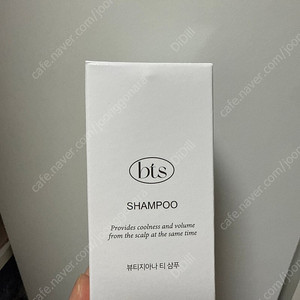 bts
SHAMPOO
Provides coolness and volume
from the scalp at the same time
뷰티지아나 티 샴푸